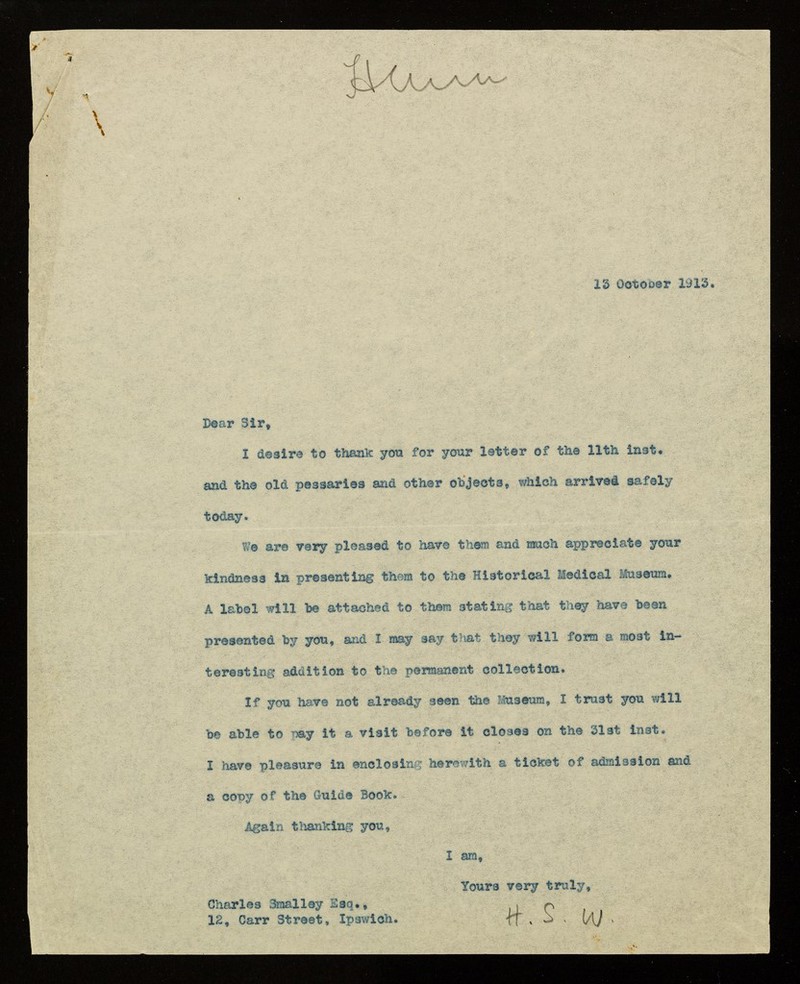 13 October 1913.
Dear Sir,
I desire to thank you for your letter of the 11th inst.
and the old pessaries and other objects, which arrived safely
today.
We are very pleased to have them and much appreciate your
kindness in presenting them to the Historical Medical Museum.
A label will be attached to them stating that they have been
presented by you, and I may say that they will form a most in-
teresting addition to the permanent collection.
If you have not already seen the Museum, I trust you will
be able to pay it a visit before it closes on the 31st inst.
I have pleasure in enclosing herewith a ticket of admission and
a copy of the Guide Book.
Again thanking you,
I am,
Yours very truly,
Charles Smalley Esq.,
12, Carr Street, Ipswich.
H. S. W.